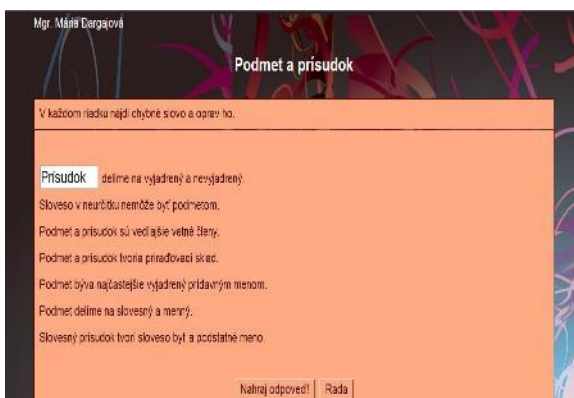 Mgr. Mária Dargajová
Podmet a prísudok
V každom riadku nájdi chybné slovo a oprav ho.
Prísudok delíme na vyjadrený a nevyjadrený.
Sloveso v neurčitku nemôže byť podmetom.
Podmet a prísudok sú vedľajšie vetné členy.
Podmet a prísudok tvoria priraďovací sklad.
Podmet býva najčastejšie vyjadrený prídavným menom.
Podmet delíme na slovesný a menný.
Slovesný prísudok tvorí sloveso byť a podstatné meno.
Nahraj odpoveď! Rada